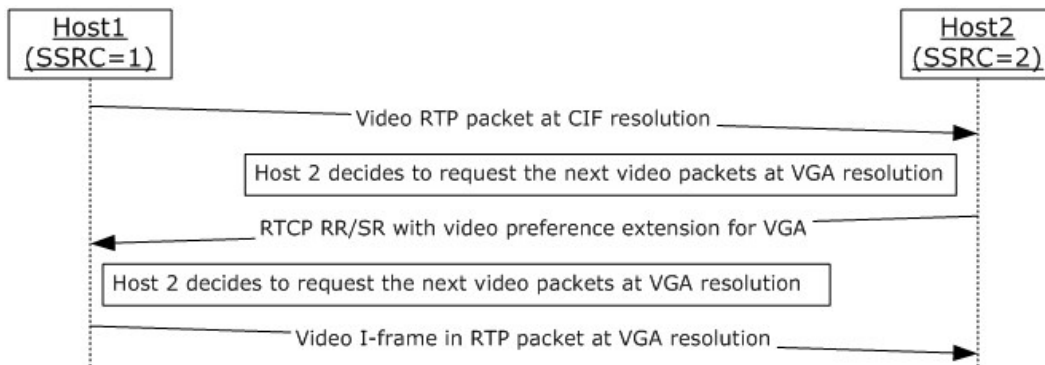 Host1
(SSRC=1)
Host2
(SSRC=2)
Video RTP packet at CIF resolution
Host 2 decides to request the next video packets at VGA resolution
RTCP RR/SR with video preference extension for VGA
Host 2 decides to request the next video packets at VGA resolution
Video I-frame in RTP packet at VGA resolution